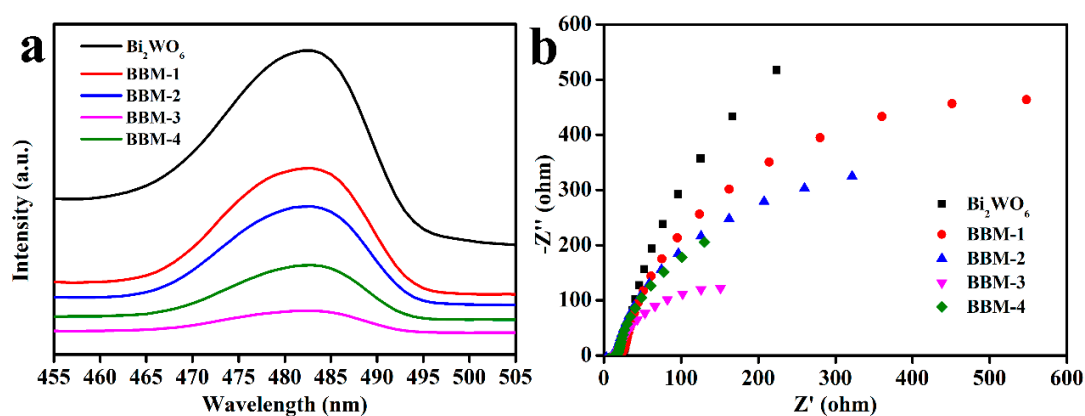 a
Bi₂WO₆
BBM-1
BBM-2
BBM-3
BBM-4
Intensity (a.u.)
455 460 465 470 475 480 485 490 495 500 505
Wavelength (nm)
b
600
500
400
300
200
100
0
-Z'' (ohm)
Bi₂WO₆
BBM-1
BBM-2
BBM-3
BBM-4
0 100 200 300 400 500 600
Z' (ohm)